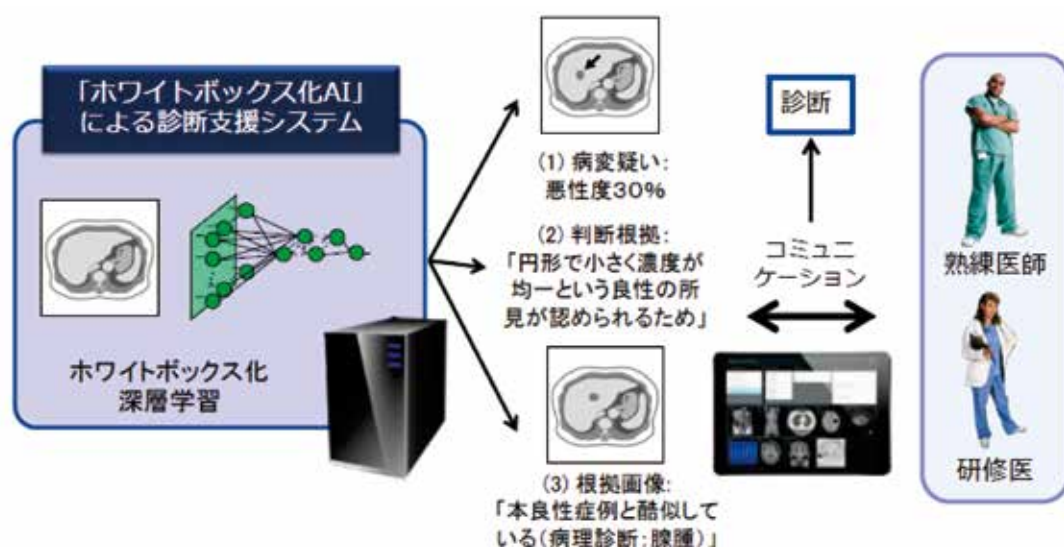 「ホワイトボックス化AI」
による診断支援システム
ホワイトボックス化
深層学習
(1) 病変疑い:
悪性度30%
(2) 判断根拠:
「円形で小さく濃度が
均一という良性の所
見が認められるため」
(3) 根拠画像:
「本良性症例と酷似して
いる(病理診断:腺腫)」
診断
コミュニ
ケーション
熟練医師
研修医